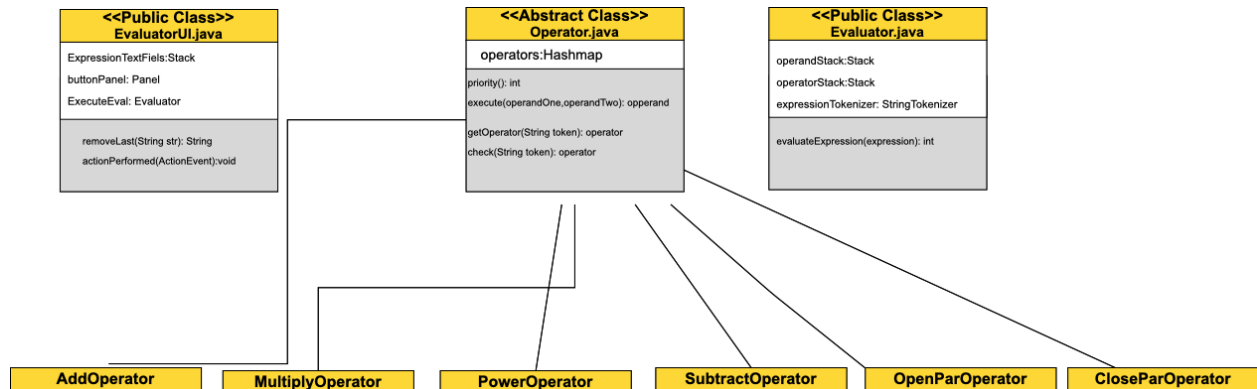 <<Public Class>>
EvaluatorUI.java
ExpressionTextFiels:Stack
buttonPanel: Panel
ExecuteEval: Evaluator
removeLast(String str): String
actionPerformed(ActionEvent):void
<<Abstract Class>>
Operator.java
operators:Hashmap
priority(): int
execute(operandOne,operandTwo): opperand
getOperator(String token): operator
check(String token): operator
<<Public Class>>
Evaluator.java
operandStack:Stack
operatorStack:Stack
expressionTokenizer: StringTokenizer
evaluateExpression(expression): int
AddOperator
MultiplyOperator
PowerOperator
SubtractOperator
OpenParOperator
CloseParOperator